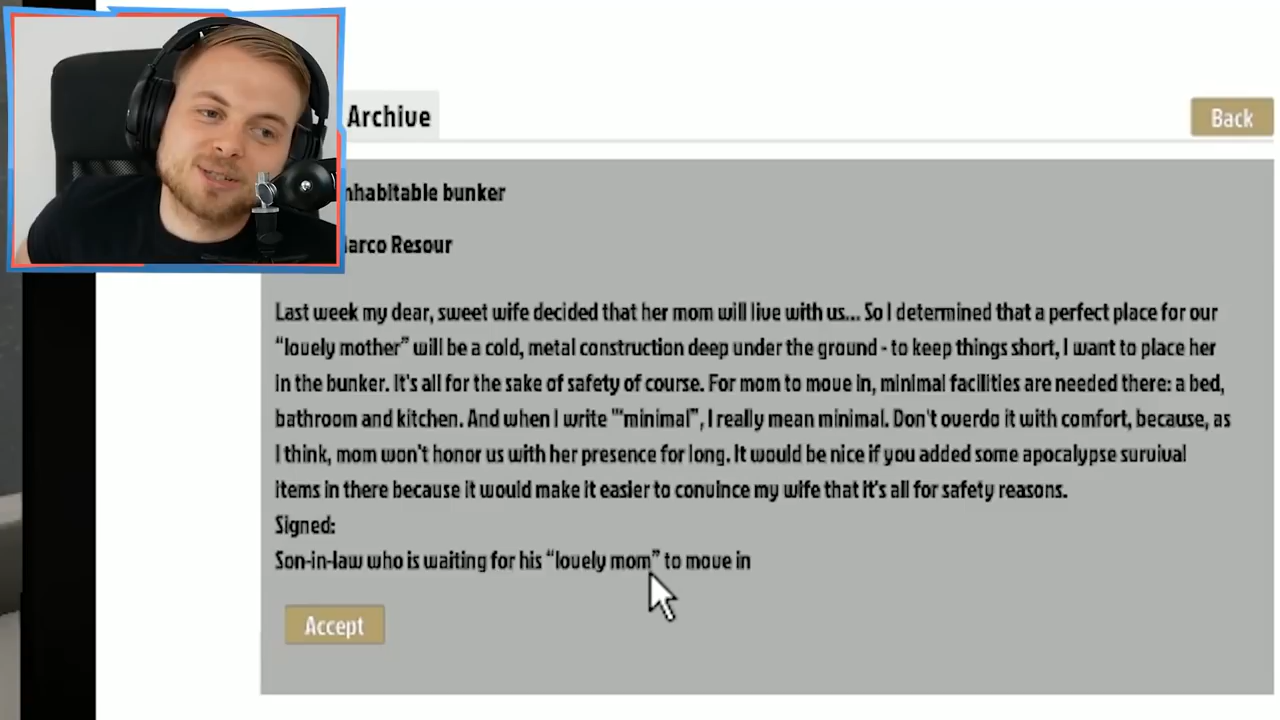 Archive
Back
inhabitable bunker
Marco Resour
Last week my dear, sweet wife decided that her mom will live with us... So I determined that a perfect place for our
“lovely mother” will be a cold, metal construction deep under the ground - to keep things short, I want to place her
in the bunker. It's all for the sake of safety of course. For mom to move in, minimal facilities are needed there: a bed,
bathroom and kitchen. And when I write "“minimal”, I really mean minimal. Don't overdo it with comfort, because, as
I think, mom won't honor us with her presence for long. It would be nice if you added some apocalypse survival
items in there because it would make it easier to convince my wife that it's all for safety reasons.
Signed:
Son-in-law who is waiting for his “lovely mom” to move in
Accept